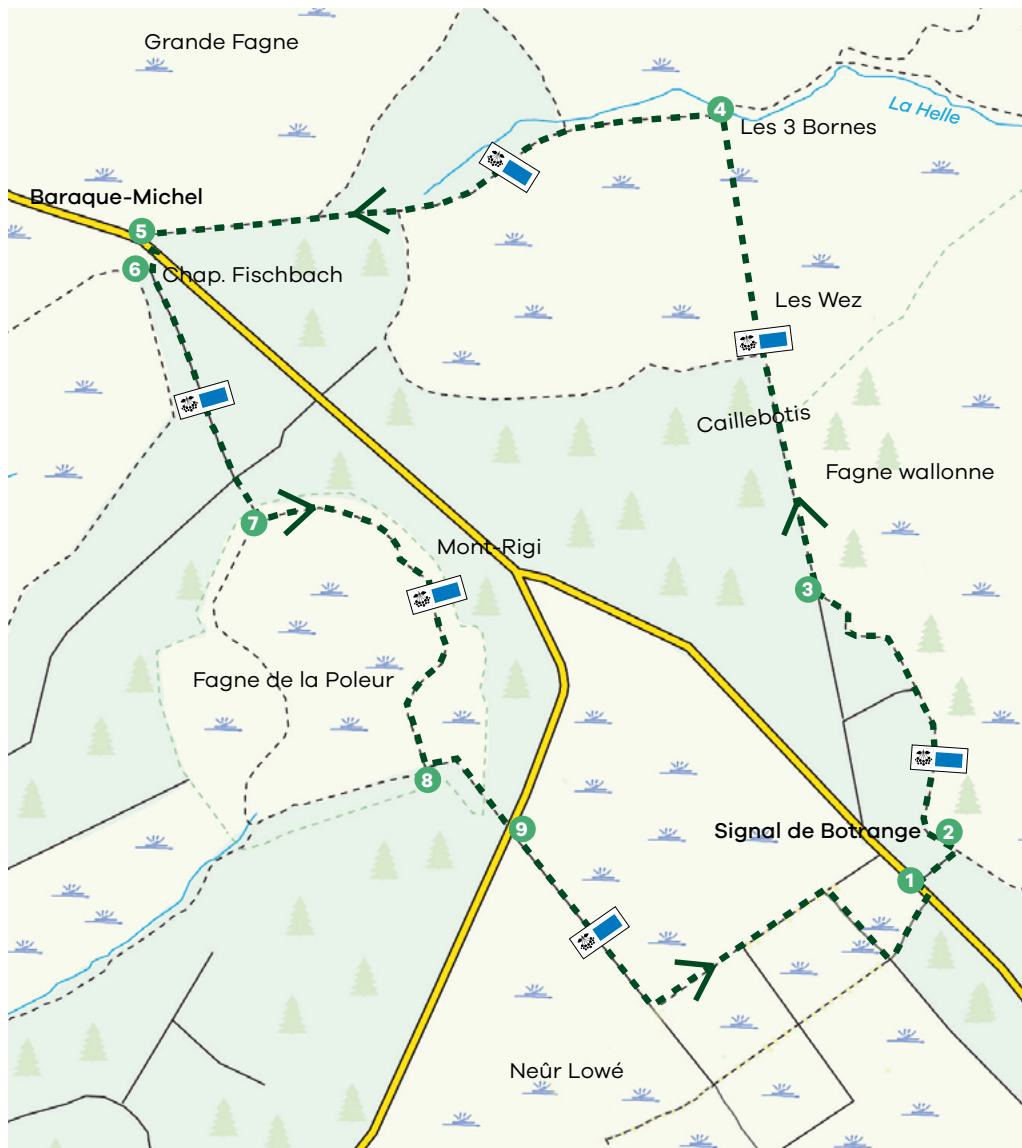 Grande Fagne
4
La Helle
Les 3 Bornes
Baraque-Michel
5
6
Chap. Fischbach
Les Wez
Caillebotis
Fagne wallonne
7
Mont-Rigi
3
Fagne de la Poleur
8
9
Signal de Botrange
2
1
Neûr Lowé